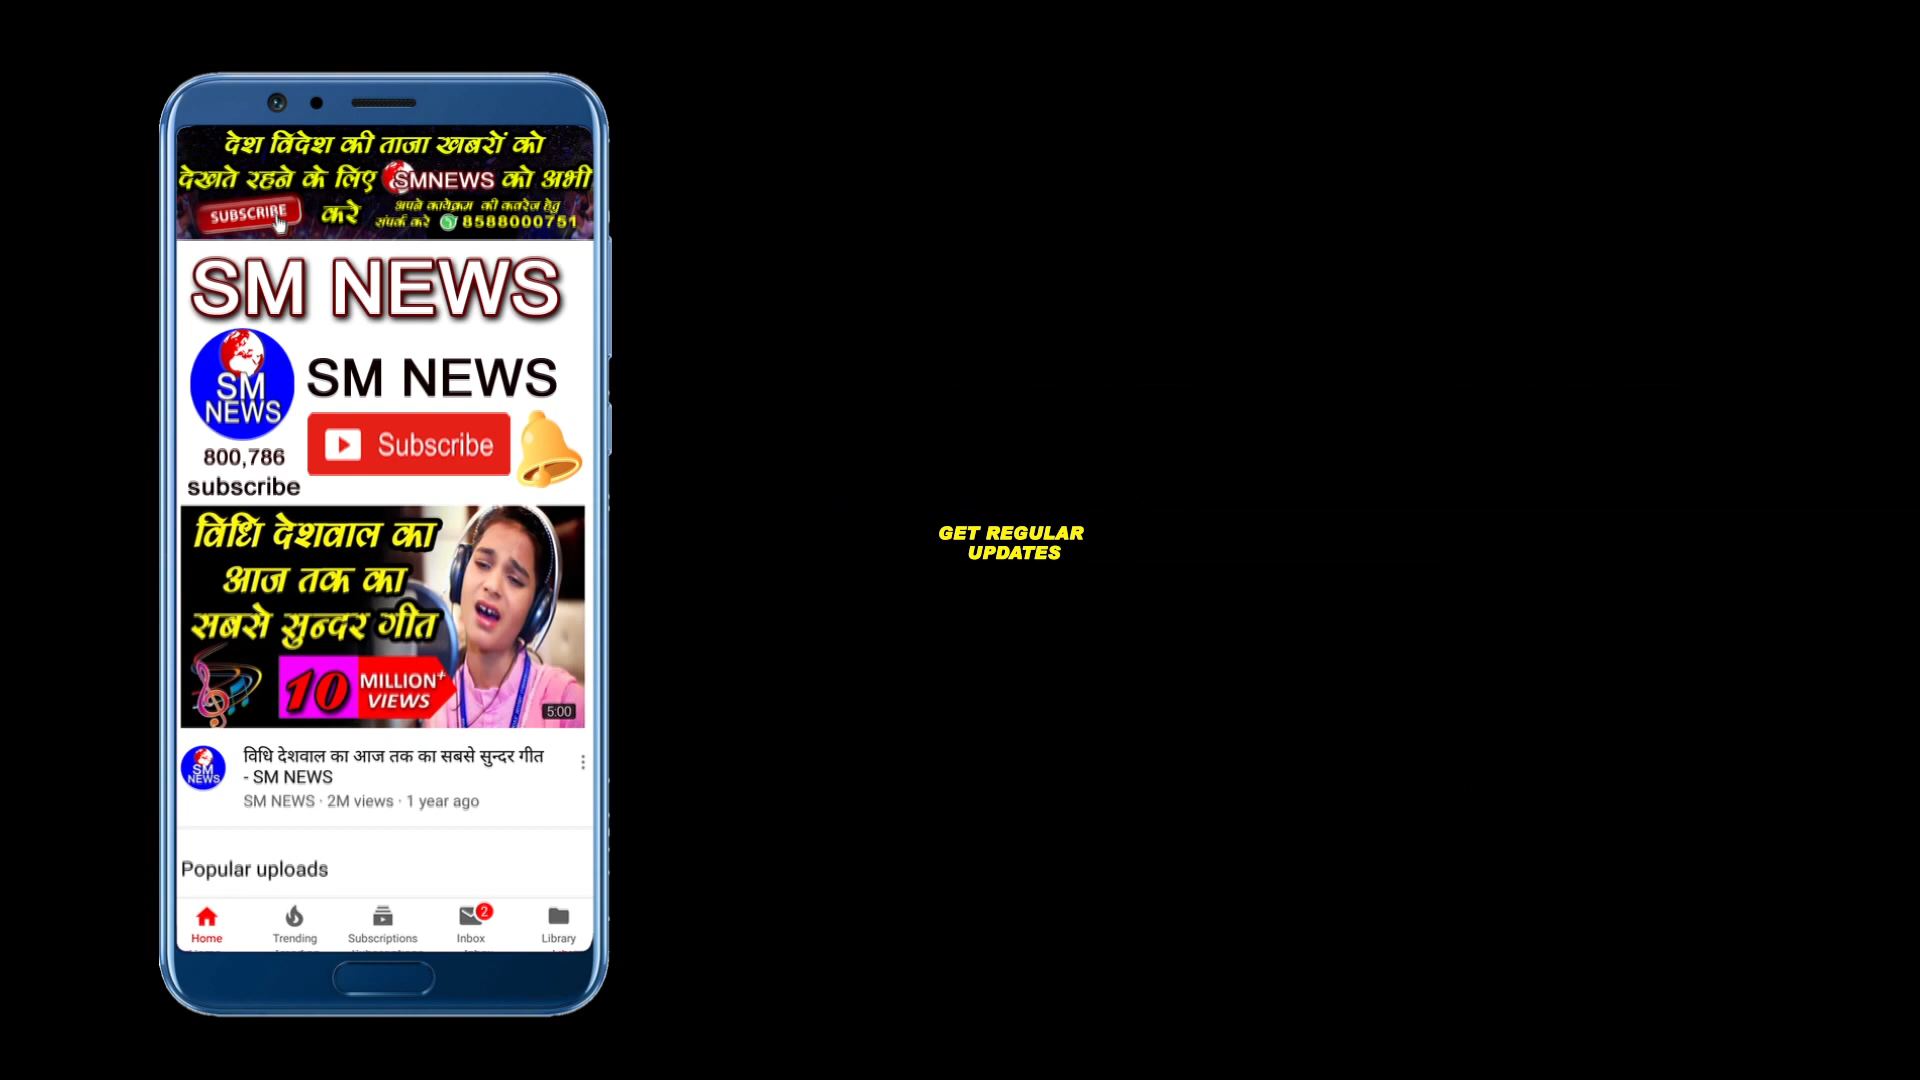 देश विदेश की ताजा खबरों को
देखते रहने के लिए SMNEWS को अभी
SUBSCRIBE करे
अपने कार्यक्रम की कवरेज हेतु
संपर्क करे 8588000751
SM NEWS
SM
NEWS
SM NEWS
Subscribe
800,786
subscribe
विधि देशवाल का
आज तक का
सबसे सुन्दर गीत
10 MILLION+
VIEWS
5:00
SM
NEWS
विधि देशवाल का आज तक का सबसे सुन्दर गीत
- SM NEWS
SM NEWS · 2M views · 1 year ago
Popular uploads
2
Home Trending Subscriptions Inbox Library
GET REGULAR
UPDATES